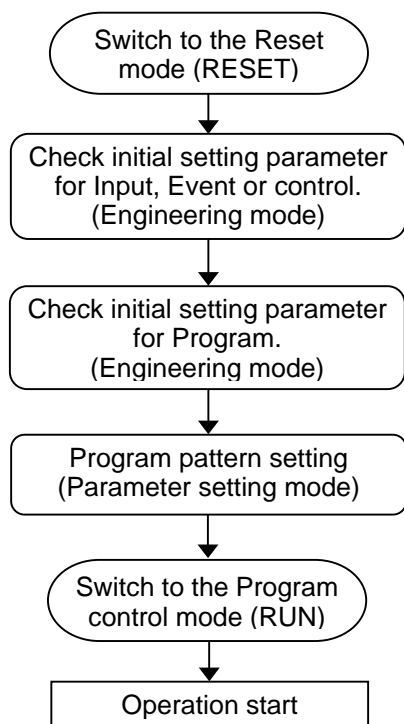 Switch to the Reset
mode (RESET)
Check initial setting parameter
for Input, Event or control.
(Engineering mode)
Check initial setting parameter
for Program.
(Engineering mode)
Program pattern setting
(Parameter setting mode)
Switch to the Program
control mode (RUN)
Operation start